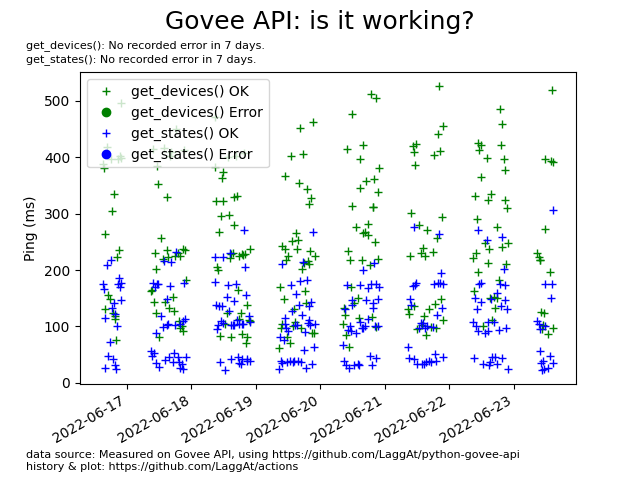 Govee API: is it working?
get_devices(): No recorded error in 7 days.
get_states(): No recorded error in 7 days.
get_devices() OK
get_devices() Error
get_states() OK
get_states() Error
Ping (ms)
500
400
300
200
100
0
2022-06-17
2022-06-18
2022-06-19
2022-06-20
2022-06-21
2022-06-22
2022-06-23
data source: Measured on Govee API, using https://github.com/LaggAt/python-govee-api
history & plot: https://github.com/LaggAt/actions